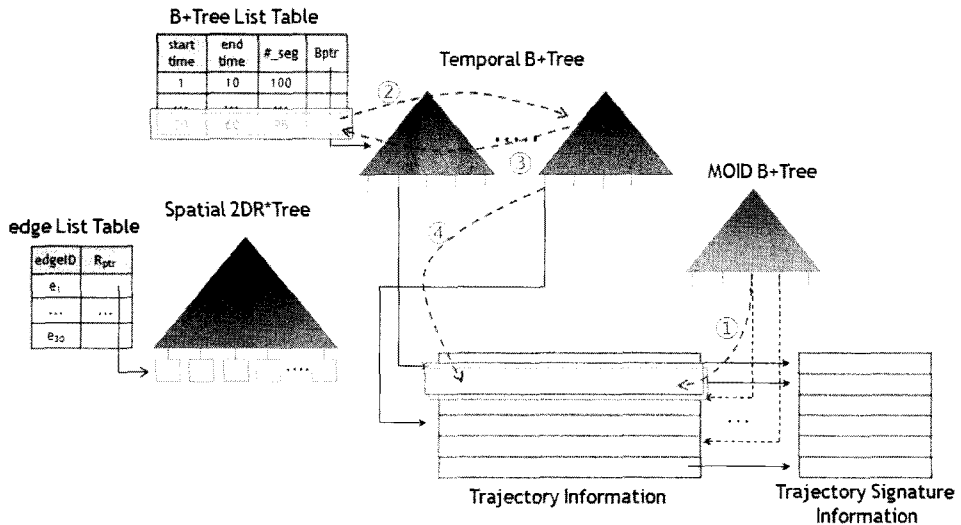 B+Tree List Table
start time
end time
#_seg
Bptr
1
10
100
...
...
...
Temporal B+Tree
②
.....
③
MOID B+Tree
Spatial 2DR*Tree
④
edge List Table
edgeID
Rptr
e1
...
...
e30
....
①
...
Trajectory Information
Trajectory Signature
Information